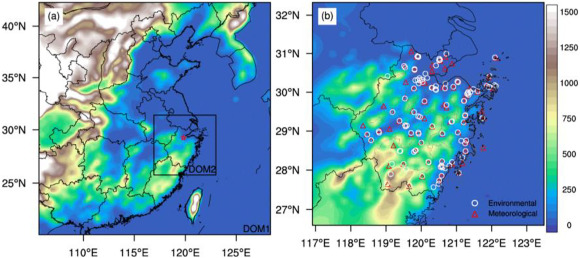 (a)
40°N
35°N
30°N
25°N
DOM2
DOM1
110°E
115°E
120°E
125°E
(b)
32°N
31°N
30°N
29°N
28°N
27°N
Environmental
Meteorological
117°E
118°E
119°E
120°E
121°E
122°E
123°E
1500
1250
1000
750
500
250
0